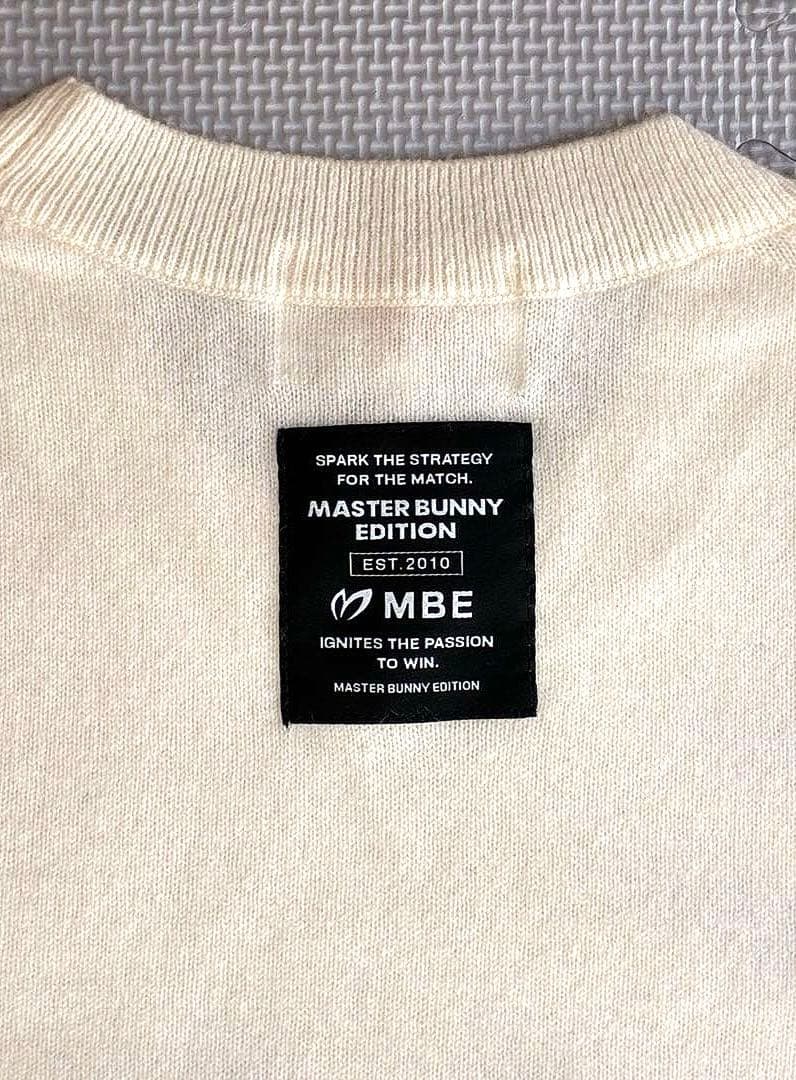 SPARK THE STRATEGY
FOR THE MATCH.
MASTER BUNNY
EDITION
EST.2010
MBE
IGNITES THE PASSION
TO WIN.
MASTER BUNNY EDITION